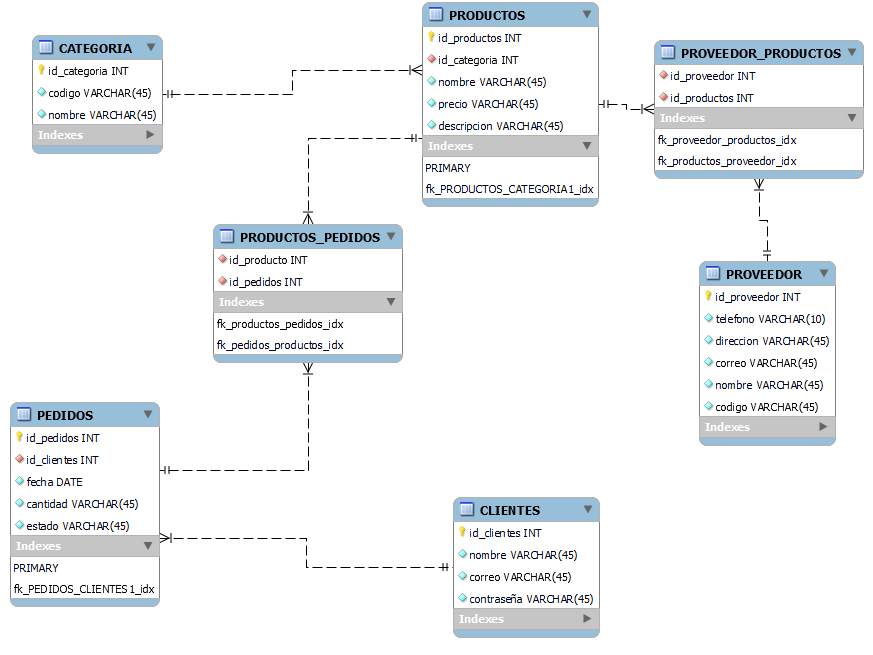 CATEGORIA
id_categoria INT
codigo VARCHAR(45)
nombre VARCHAR(45)
Indexes
PRODUCTOS
id_productos INT
id_categoria INT
nombre VARCHAR(45)
precio VARCHAR(45)
descripcion VARCHAR(45)
Indexes
PRIMARY
fk_PRODUCTOS_CATEGORIA1_idx
PROVEEDOR_PRODUCTOS
id_proveedor INT
id_productos INT
Indexes
fk_proveedor_productos_idx
fk_productos_proveedor_idx
PRODUCTOS_PEDIDOS
id_producto INT
id_pedidos INT
Indexes
fk_productos_pedidos_idx
fk_pedidos_productos_idx
PROVEEDOR
id_proveedor INT
telefono VARCHAR(10)
direccion VARCHAR(45)
correo VARCHAR(45)
nombre VARCHAR(45)
codigo VARCHAR(45)
Indexes
PEDIDOS
id_pedidos INT
id_clientes INT
fecha DATE
cantidad VARCHAR(45)
estado VARCHAR(45)
Indexes
PRIMARY
fk_PEDIDOS_CLIENTES1_idx
CLIENTES
id_clientes INT
nombre VARCHAR(45)
correo VARCHAR(45)
contraseña VARCHAR(45)
Indexes